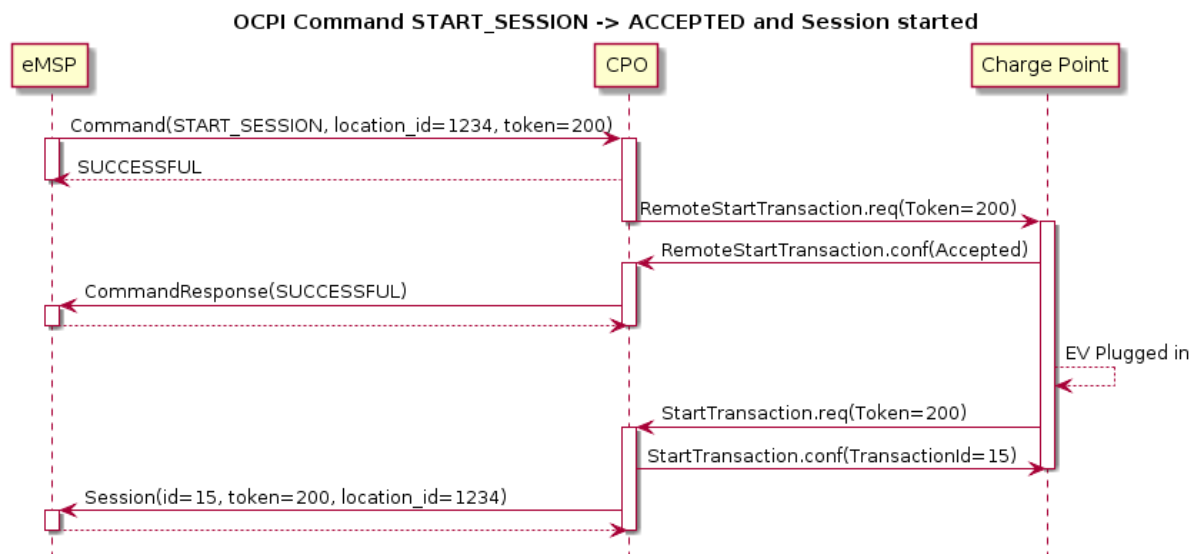 OCPI Command START_SESSION -> ACCEPTED and Session started
eMSP
CPO
Charge Point
Command(START_SESSION, location_id=1234, token=200)
SUCCESSFUL
RemoteStartTransaction.req(Token=200)
RemoteStartTransaction.conf(Accepted)
CommandResponse(SUCCESSFUL)
EV Plugged in
StartTransaction.req(Token=200)
StartTransaction.conf(TransactionId=15)
Session(id=15, token=200, location_id=1234)